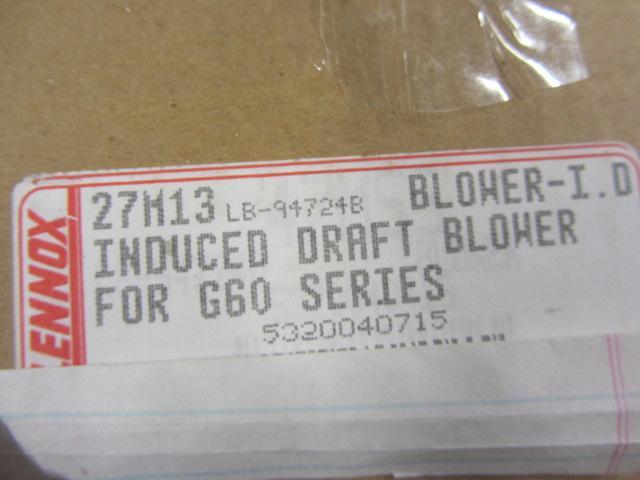 LENNOX
27M13 LB-94724B BLOWER-I.D
INDUCED DRAFT BLOWER
FOR G60 SERIES
5320040715